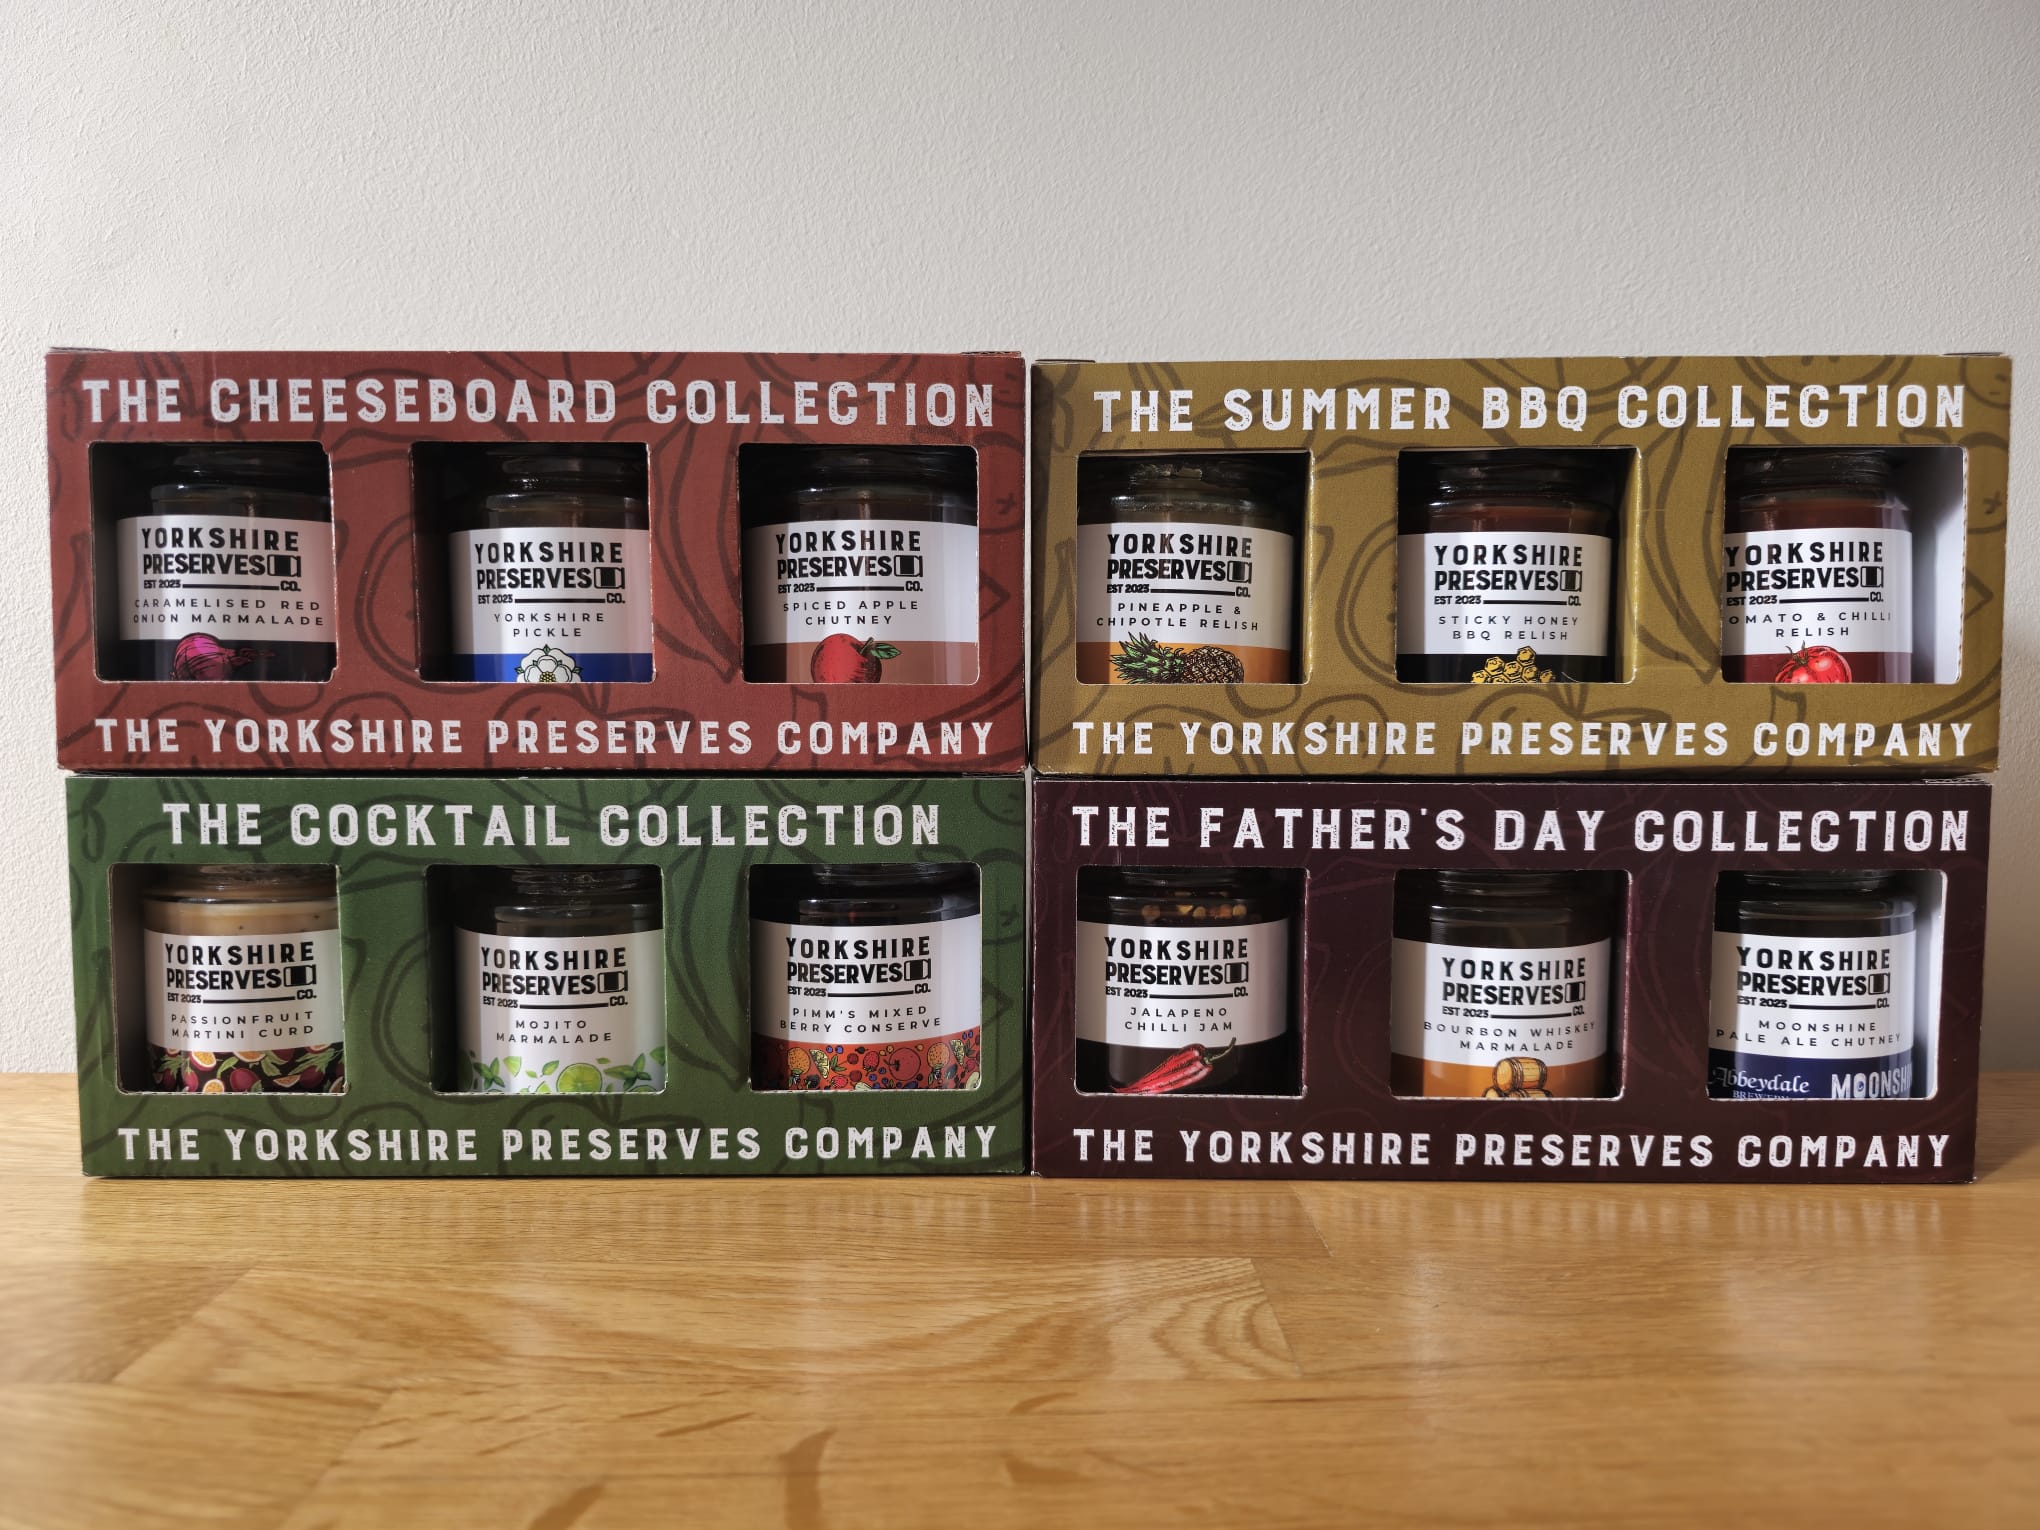 THE CHEESEBOARD COLLECTION
YORKSHIRE
PRESERVES
EST 2023 CO.
CARAMELISED RED
ONION MARMALADE
YORKSHIRE
PRESERVES
EST 2023 CO.
YORKSHIRE
PICKLE
YORKSHIRE
PRESERVES
EST 2023 CO.
SPICED APPLE
CHUTNEY
THE YORKSHIRE PRESERVES COMPANY
THE SUMMER BBQ COLLECTION
YORKSHIRE
PRESERVES
EST 2023 CO.
PINEAPPLE &
CHIPOTLE RELISH
YORKSHIRE
PRESERVES
EST 2023 CO.
STICKY HONEY
BBQ RELISH
YORKSHIRE
PRESERVES
EST 2023 CO.
OMATO & CHILLI
RELISH
THE YORKSHIRE PRESERVES COMPANY
THE COCKTAIL COLLECTION
YORKSHIRE
PRESERVES
EST 2023 CO.
PASSIONFRUIT
MARTINI CURD
YORKSHIRE
PRESERVES
EST 2023 CO.
MOJITO
MARMALADE
YORKSHIRE
PRESERVES
EST 2023 CO.
PIMM'S MIXED
BERRY CONSERVE
THE YORKSHIRE PRESERVES COMPANY
THE FATHER'S DAY COLLECTION
YORKSHIRE
PRESERVES
EST 2023 CO.
JALAPENO
CHILLI JAM
YORKSHIRE
PRESERVES
EST 2023 CO.
BOURBON WHISKEY
MARMALADE
YORKSHIRE
PRESERVES
EST 2023 CO.
MOONSHINE
PALE ALE CHUTNEY
Abbeydale
BREWERY
MOONSH
THE YORKSHIRE PRESERVES COMPANY